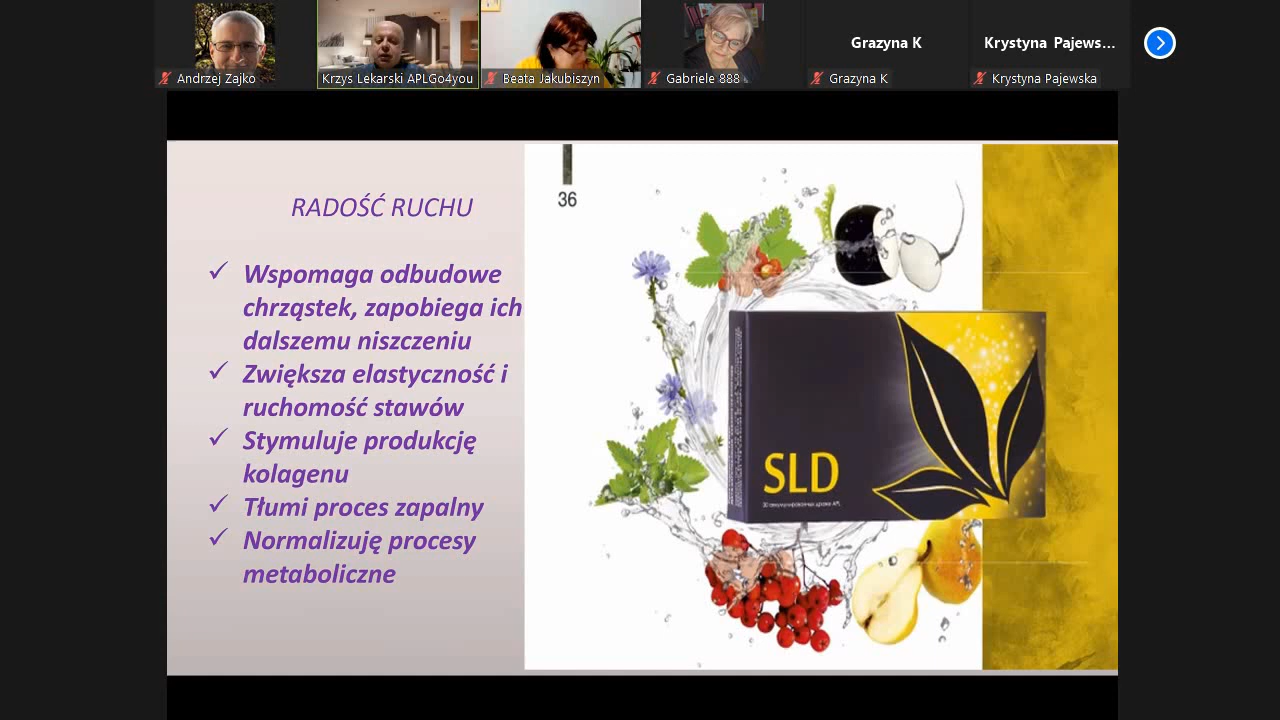 Grazyna K
Krystyna Pajews...
Andrzej Zajko
Krzys Lekarski APLGo4you
Beata Jakubiszyn
Gabriele 888
Grazyna K
Krystyna Pajewska
36
RADOŚĆ RUCHU
✓ Wspomaga odbudowe
chrząstek, zapobiega ich
dalszemu niszczeniu
✓ Zwiększa elastyczność i
ruchomość stawów
✓ Stymuluje produkcję
kolagenu
✓ Tłumi proces zapalny
✓ Normalizuję procesy
metaboliczne
SLD